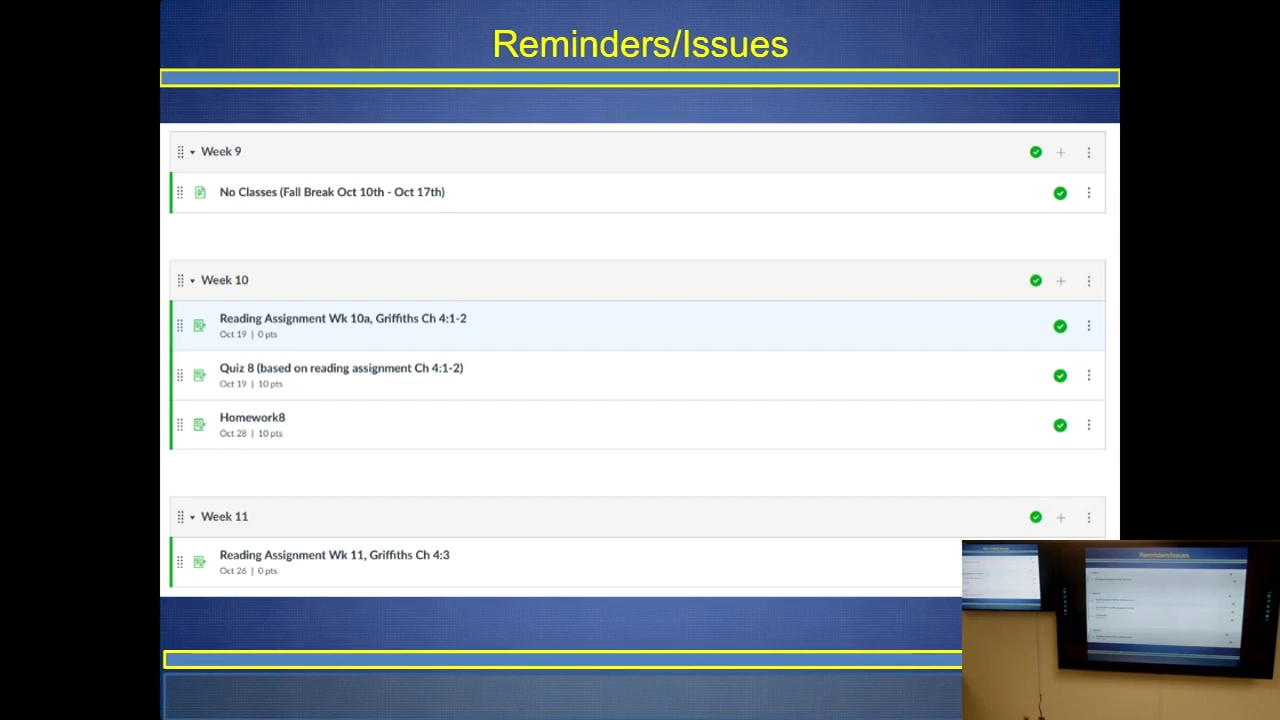 Reminders/Issues
Week 9
No Classes (Fall Break Oct 10th - Oct 17th)
Week 10
Reading Assignment Wk 10a, Griffiths Ch 4:1-2
Oct 19 | 0 pts
Quiz 8 (based on reading assignment Ch 4:1-2)
Oct 19 | 10 pts
Homework8
Oct 28 | 10 pts
Week 11
Reading Assignment Wk 11, Griffiths Ch 4:3
Oct 26 | 0 pts
Reminders/Issues